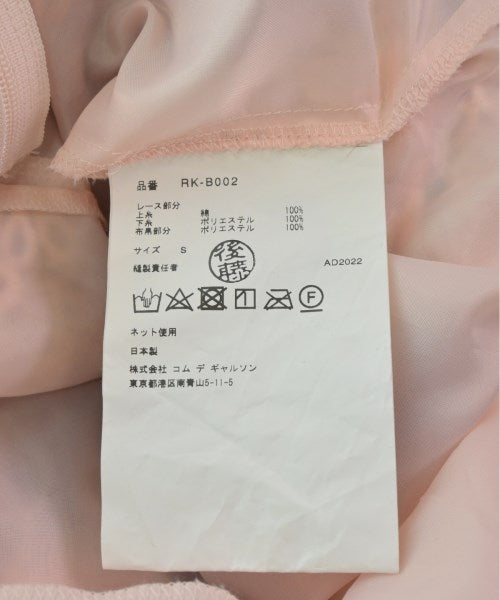 品番 RK-B002
レース部分
上糸 綿 100%
下糸 ポリエステル 100%
布帛部分 ポリエステル 100%
サイズ S
縫製責任者 後藤 AD2022
F
ネット使用
日本製
株式会社 コム デ ギャルソン
東京都港区南青山5-11-5